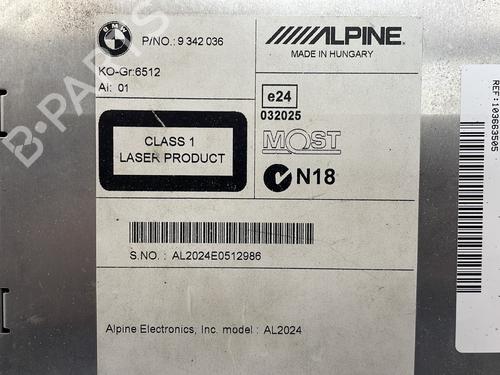 BMW
P/NO.: 9 342 036
KO-Gr:6512
Ai: 01
ALPINE
MADE IN HUNGARY
e24
032025
MOST
N18
CLASS 1
LASER PRODUCT
S.NO. : AL2024E0512986
Alpine Electronics, Inc. model : AL2024
REF:103663505
B-PARTS